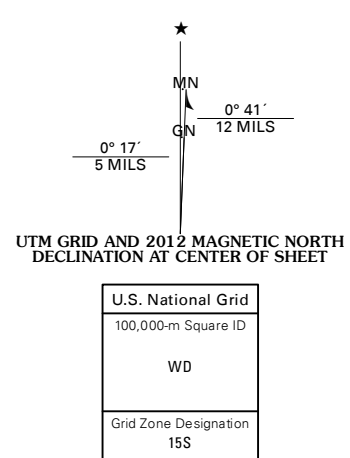 ★
MN
0° 41´
12 MILS
GN
0° 17´
5 MILS
UTM GRID AND 2012 MAGNETIC NORTH
DECLINATION AT CENTER OF SHEET
U.S. National Grid
100,000-m Square ID
WD
Grid Zone Designation
15S